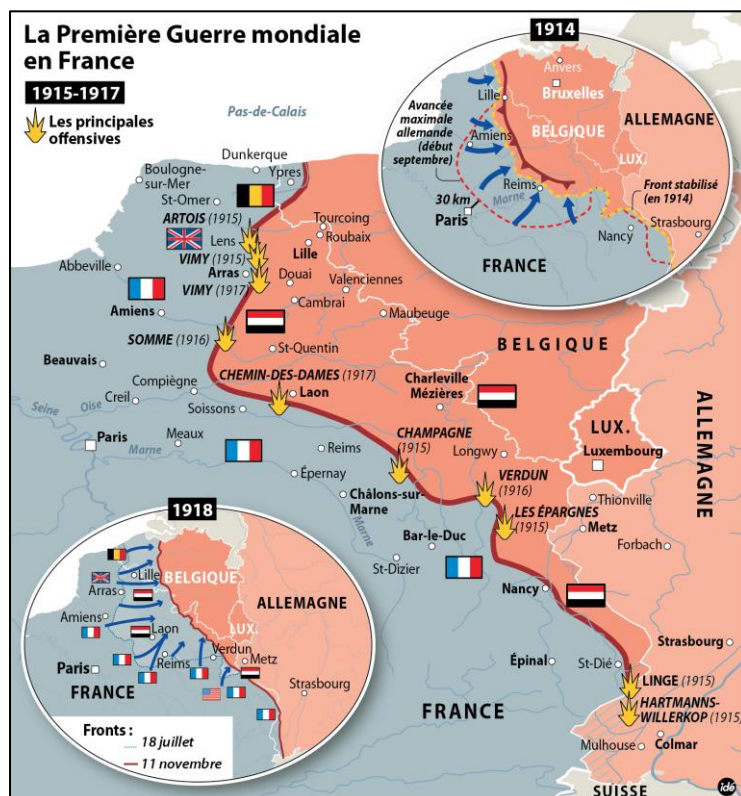 La Première Guerre mondiale
en France
1915-1917
Les principales
offensives
Pas-de-Calais
Dunkerque
Boulogne-
sur-Mer
Ypres
St-Omer
ARTOIS (1915)
Tourcoing
Roubaix
Lens
Lille
VIMY (1915)
Abbeville
Arras
Douai
VIMY (1917)
Valenciennes
Cambrai
Amiens
Maubeuge
SOMME (1916)
St-Quentin
BELGIQUE
Beauvais
CHEMIN-DES-DAMES (1917)
Compiègne
Laon
Charleville
Mézières
Creil
Oise
Seine
Soissons
LUX.
ALLEMAGNE
Paris
Meaux
Marne
Reims
CHAMPAGNE
(1915)
Longwy
Luxembourg
Épernay
VERDUN
(1916)
Châlons-sur-
Marne
Thionville
LES ÉPARGNES
(1915)
Metz
Marne
Bar-le-Duc
Forbach
St-Dizier
Nancy
Strasbourg
Épinal
St-Dié
LINGE (1915)
FRANCE
HARTMANNS-
WILLERKOP (1915)
Colmar
Mulhouse
SUISSE
idé
1914
Anvers
Lille
Bruxelles
Avancée
maximale
allemande
(début
septembre)
Amiens
BELGIQUE
ALLEMAGNE
LUX.
30 km
Reims
Marne
Paris
Front stabilisé
(en 1914)
Nancy
Strasbourg
FRANCE
1918
Lille
BELGIQUE
Arras
ALLEMAGNE
Amiens
Laon
LUX.
Verdun
Reims
Metz
Paris
Strasbourg
FRANCE
Fronts :
18 juillet
11 novembre